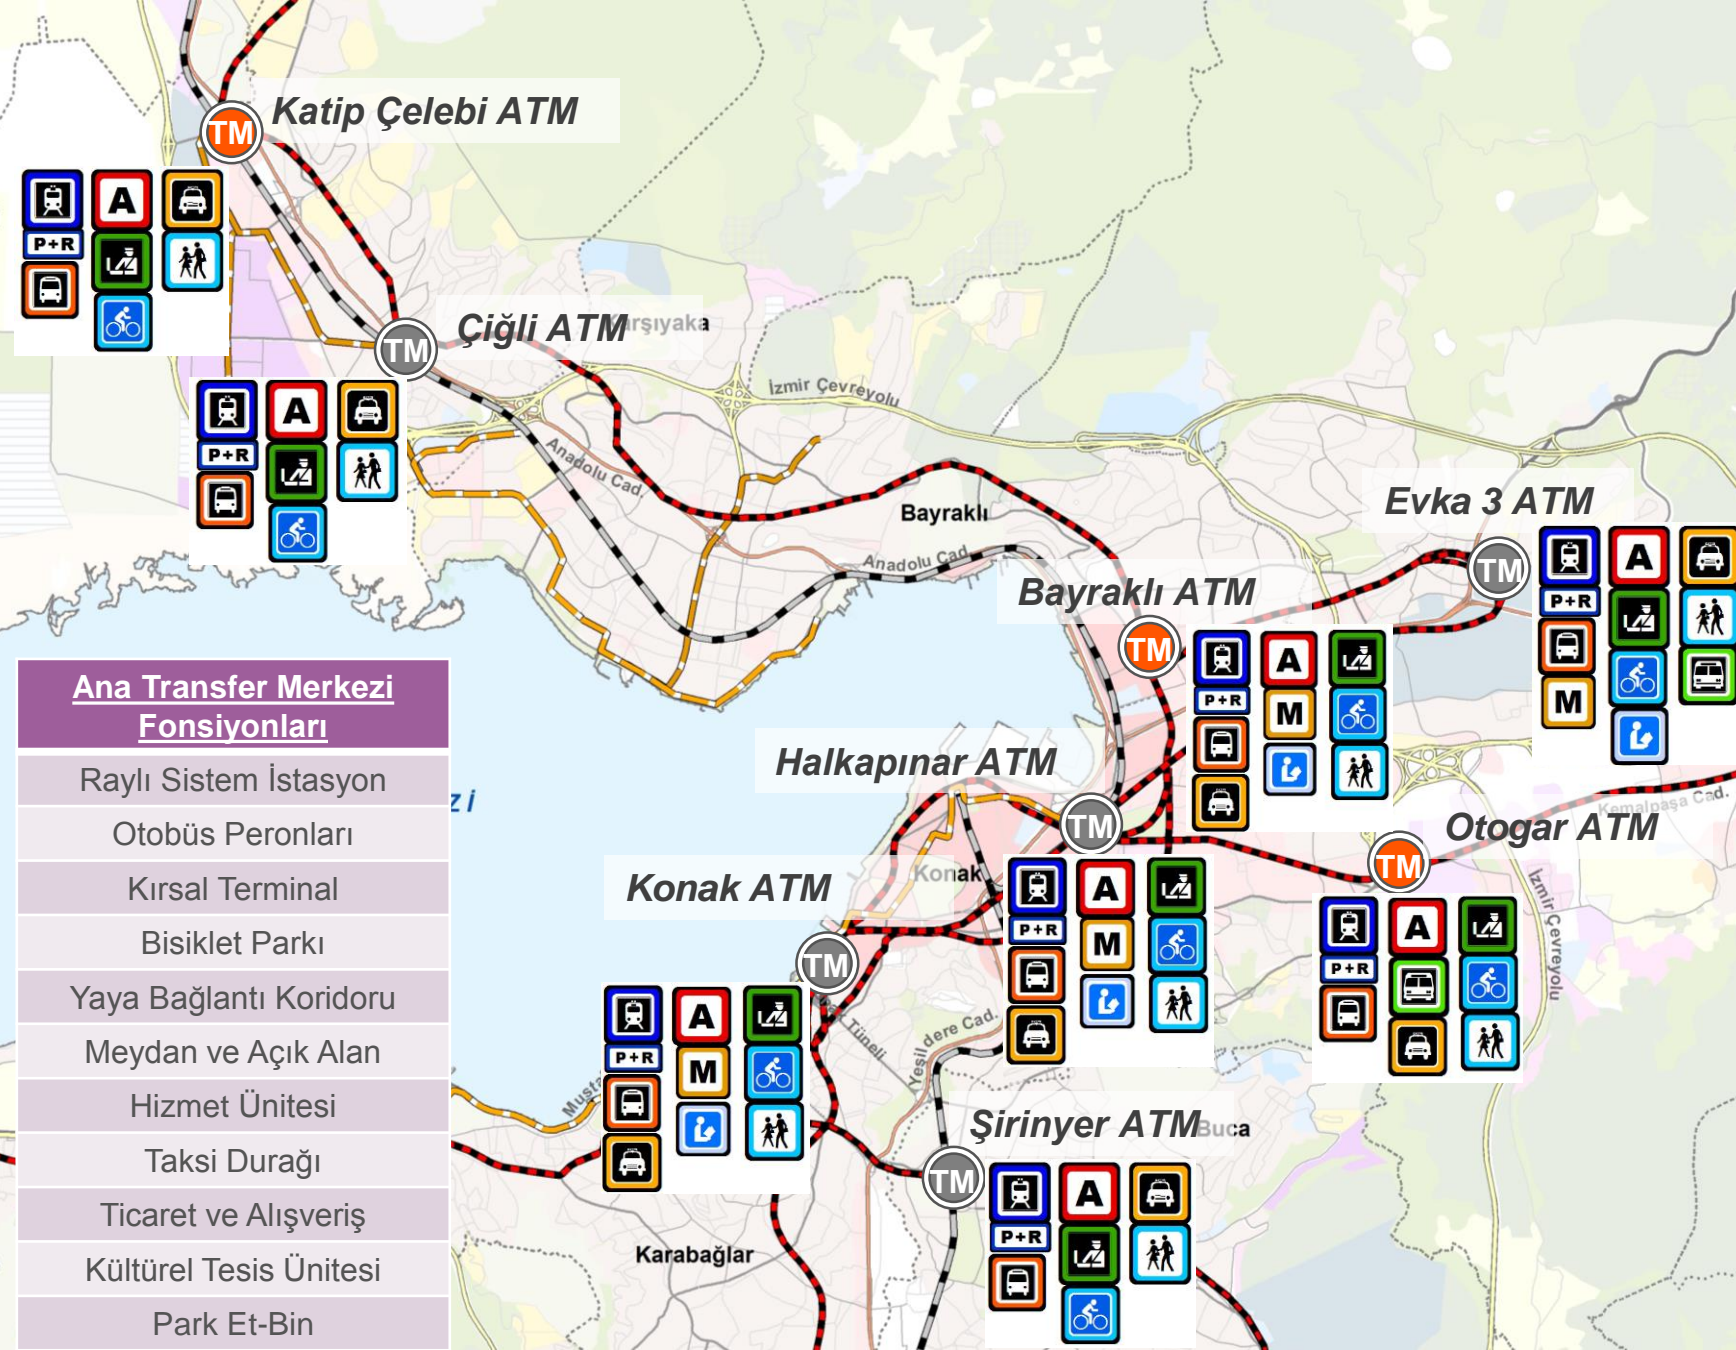 Katip Çelebi ATM
TM
A
P+R
Çiğli ATM
arşıyaka
TM
A
P+R
İzmir Çevreyolu
Anadolu Cad.
Bayraklı
Anadolu Cad.
Evka 3 ATM
TM
A
P+R
M
i
Bayraklı ATM
TM
A
P+R
M
i
Halkapınar ATM
TM
Konak
A
P+R
M
i
Kemalpaşa Cad.
Otogar ATM
TM
A
P+R
İzmir Çevreyolu
Konak ATM
TM
Tüneli
A
P+R
M
i
Yeşildere Cad.
Musta
Şirinyer ATM
Buca
TM
A
P+R
Karabağlar
Zİ
Ana Transfer Merkezi
Fonsiyonları
Raylı Sistem İstasyon
Otobüs Peronları
Kırsal Terminal
Bisiklet Parkı
Yaya Bağlantı Koridoru
Meydan ve Açık Alan
Hizmet Ünitesi
Taksi Durağı
Ticaret ve Alışveriş
Kültürel Tesis Ünitesi
Park Et-Bin